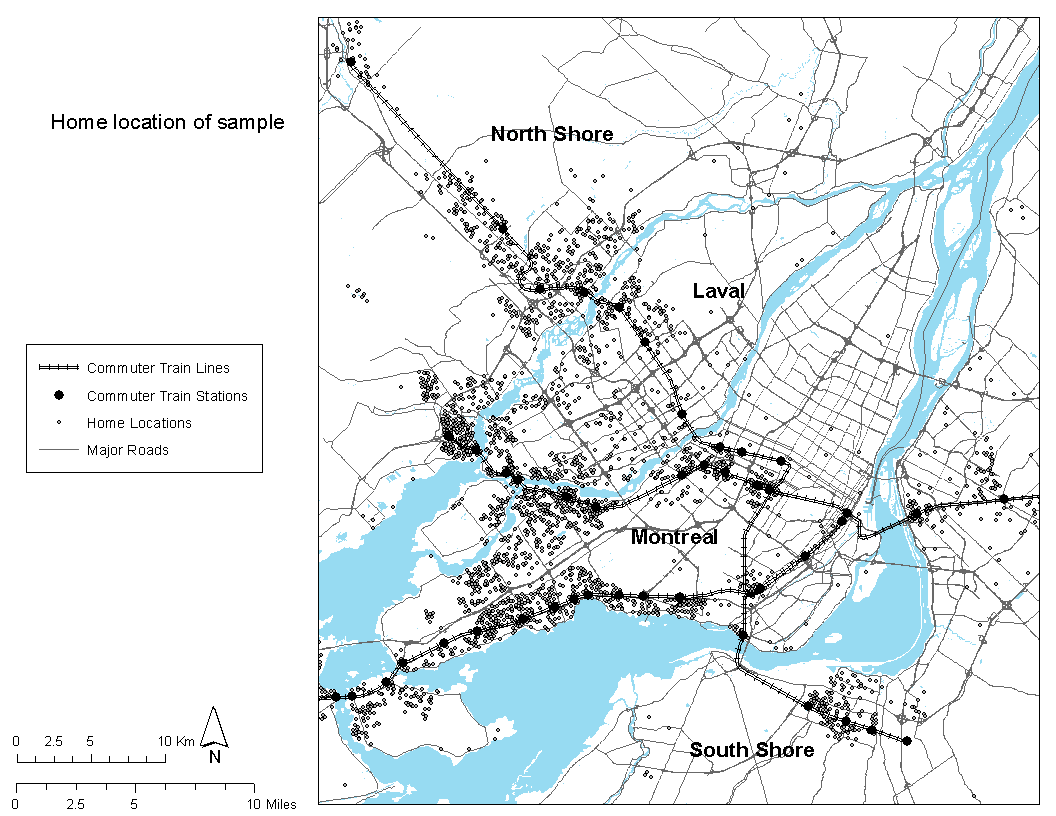 Home location of sample
North Shore
Laval
Montreal
South Shore
Commuter Train Lines
Commuter Train Stations
Home Locations
Major Roads
0 2.5 5 10 Km
N
0 2.5 5 10 Miles